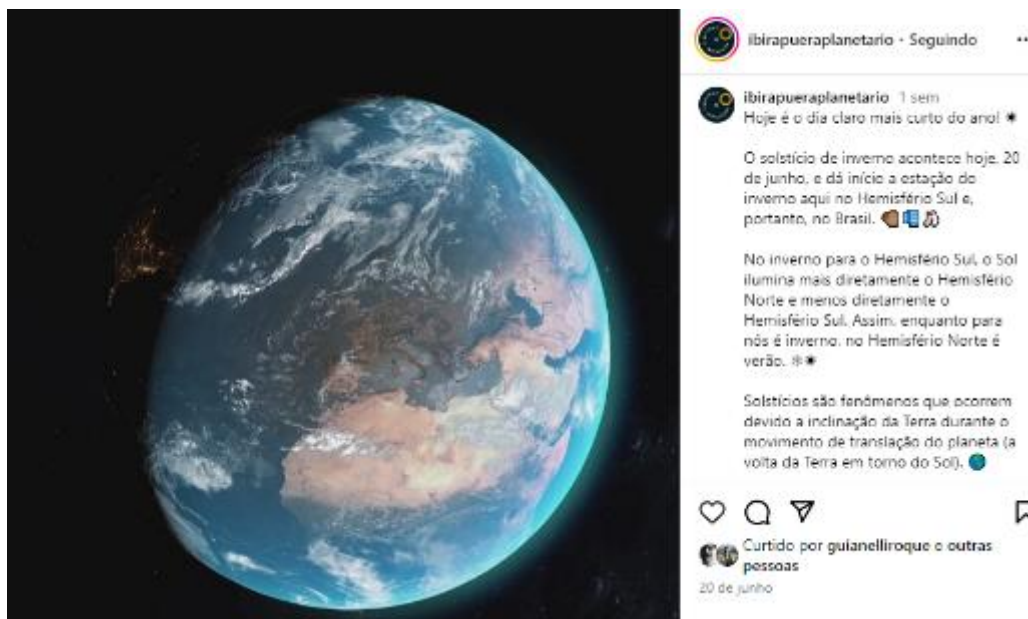 ibirapueraplanetario · Seguindo
ibirapueraplanetario 1 sem
Hoje é o dia claro mais curto do ano! ☀
O solstício de inverno acontece hoje, 20
de junho, e dá início a estação do
inverno aqui no Hemisfério Sul e,
portanto, no Brasil.
No inverno para o Hemisfério Sul, o Sol
ilumina mais diretamente o Hemisfério
Norte e menos diretamente o
Hemisfério Sul. Assim, enquanto para
nós é inverno, no Hemisfério Norte é
verão. ❄☀
Solstícios são fenômenos que ocorrem
devido a inclinação da Terra durante o
movimento de translação do planeta (a
volta da Terra em torno do Sol). 🌎
Curtido por guianelliroque e outras
pessoas
20 de junho